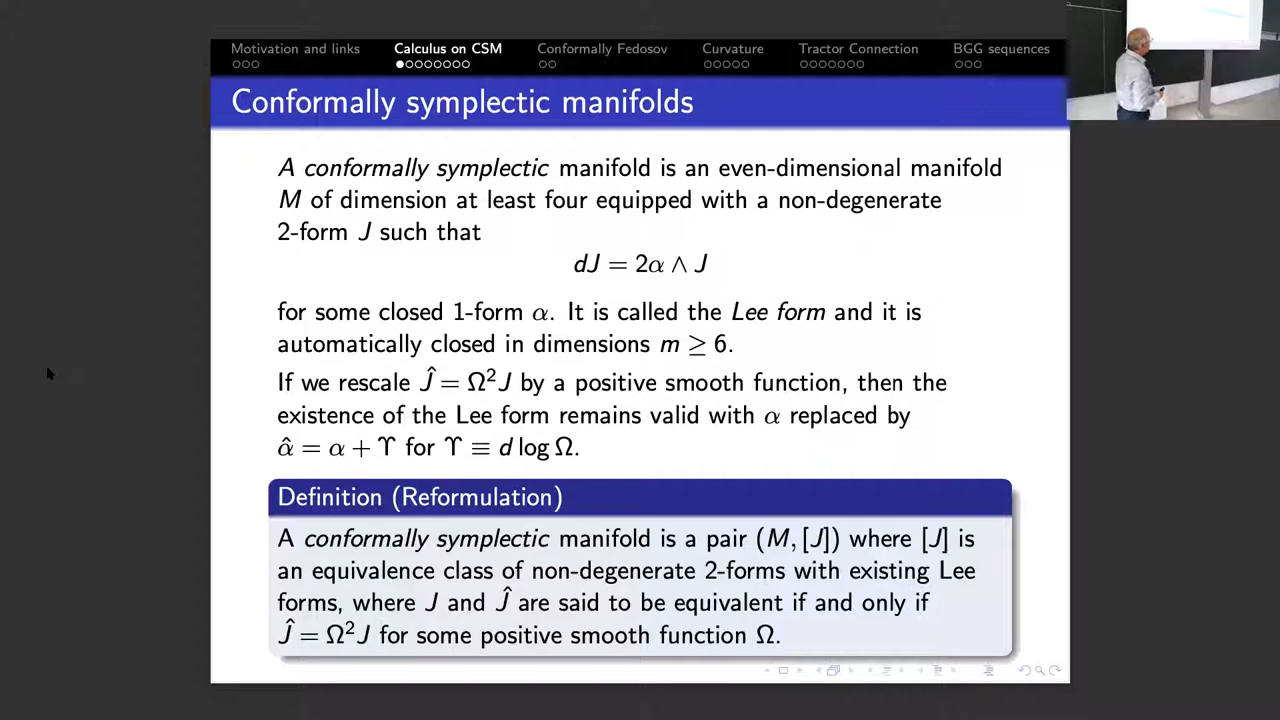 Motivation and links Calculus on CSM Conformally Fedosov Curvature Tractor Connection BGG sequences
Conformally symplectic manifolds
A conformally symplectic manifold is an even-dimensional manifold
M of dimension at least four equipped with a non-degenerate
2-form J such that
dJ = 2α ∧ J
for some closed 1-form α. It is called the Lee form and it is
automatically closed in dimensions m ≥ 6.
If we rescale Ĵ = Ω²J by a positive smooth function, then the
existence of the Lee form remains valid with α replaced by
α̂ = α + ϒ for ϒ ≡ d log Ω.
Definition (Reformulation)
A conformally symplectic manifold is a pair (M, [J]) where [J] is
an equivalence class of non-degenerate 2-forms with existing Lee
forms, where J and Ĵ are said to be equivalent if and only if
Ĵ = Ω²J for some positive smooth function Ω.